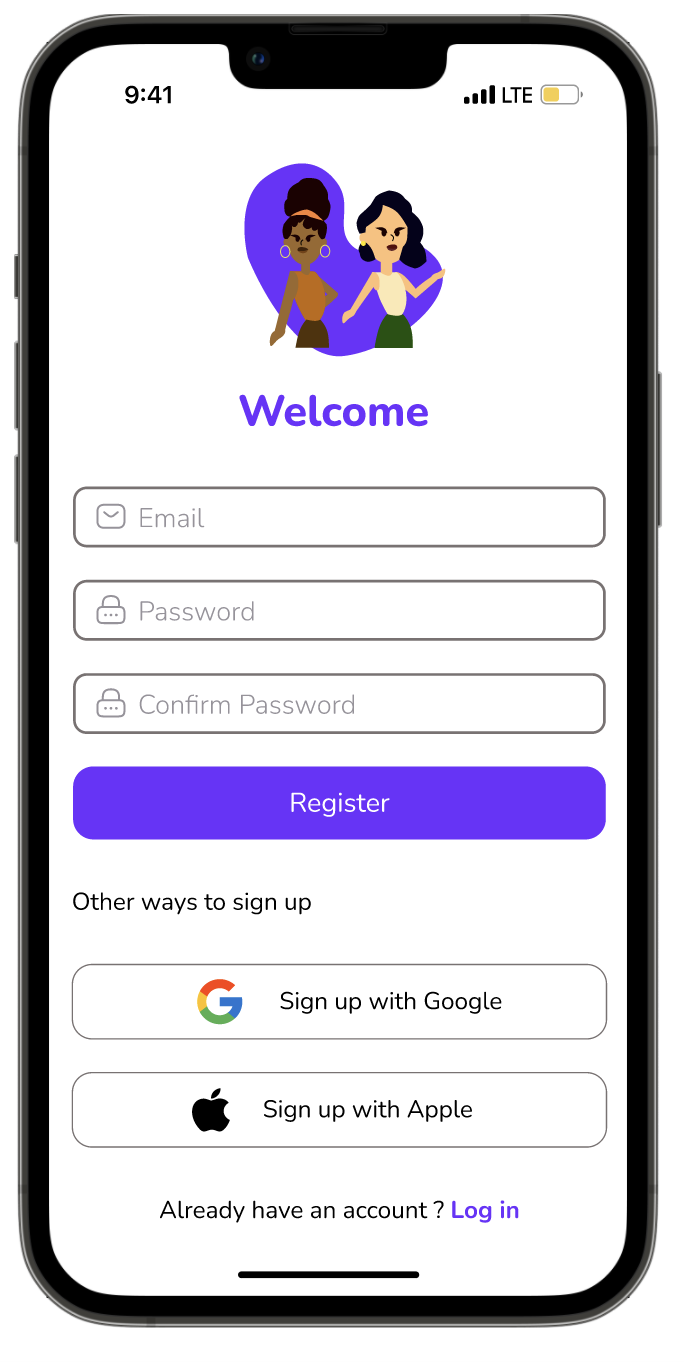 9:41 LTE
Welcome
Email
Password
Confirm Password
Register
Other ways to sign up
Sign up with Google
Sign up with Apple
Already have an account ? Log in